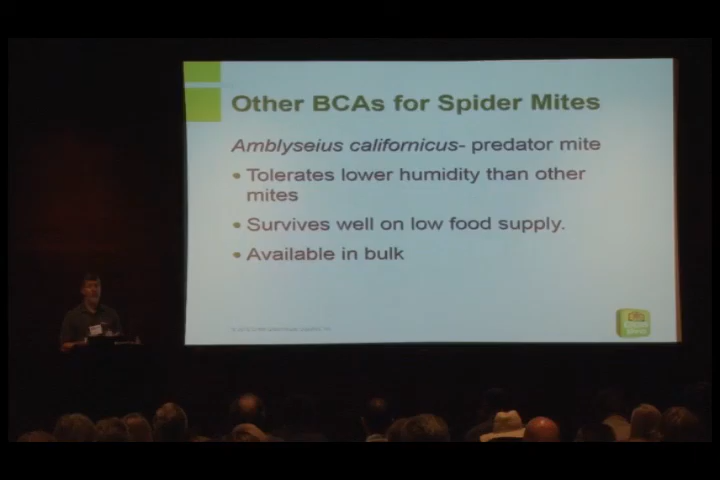 Other BCAs for Spider Mites
Amblyseius californicus- predator mite
• Tolerates lower humidity than other
mites
• Survives well on low food supply.
• Available in bulk